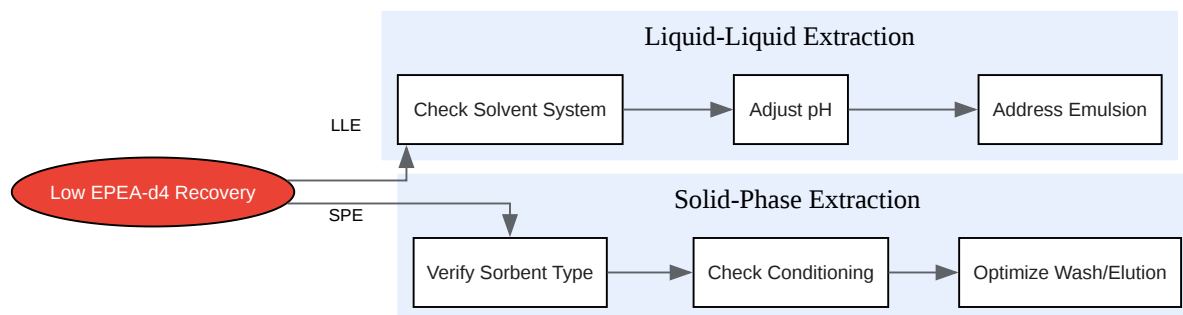 Liquid-Liquid Extraction
Check Solvent System
Adjust pH
Address Emulsion
LLE
Low EPEA-d4 Recovery
SPE
Solid-Phase Extraction
Verify Sorbent Type
Check Conditioning
Optimize Wash/Elution